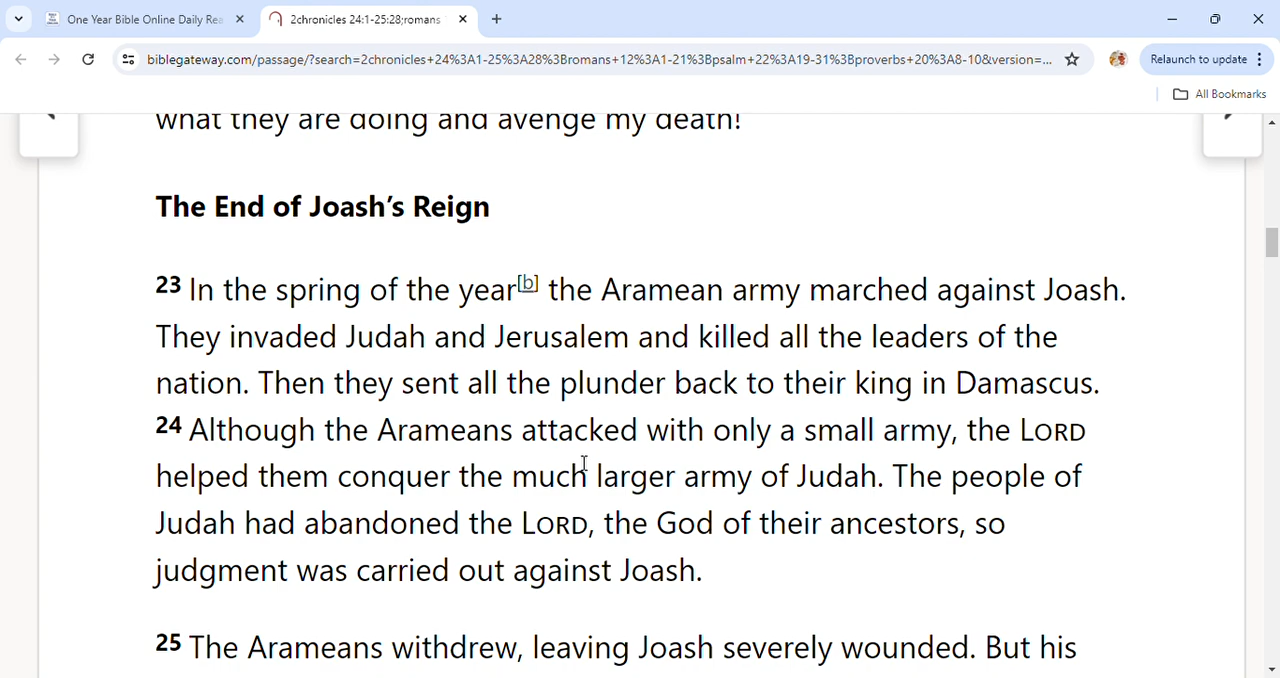 One Year Bible Online Daily Rea
2chronicles 24:1-25:28;romans
biblegateway.com/passage/?search=2chronicles+24%3A1-25%3A28%3Bromans+12%3A1-21%3Bpsalm+22%3A19-31%3Bproverbs+20%3A8-10&version=...
Relaunch to update
All Bookmarks
what they are doing and avenge my death!
The End of Joash’s Reign
23 In the spring of the year[b] the Aramean army marched against Joash.
They invaded Judah and Jerusalem and killed all the leaders of the
nation. Then they sent all the plunder back to their king in Damascus.
24 Although the Arameans attacked with only a small army, the LORD
helped them conquer the much larger army of Judah. The people of
Judah had abandoned the LORD, the God of their ancestors, so
judgment was carried out against Joash.
25 The Arameans withdrew, leaving Joash severely wounded. But his